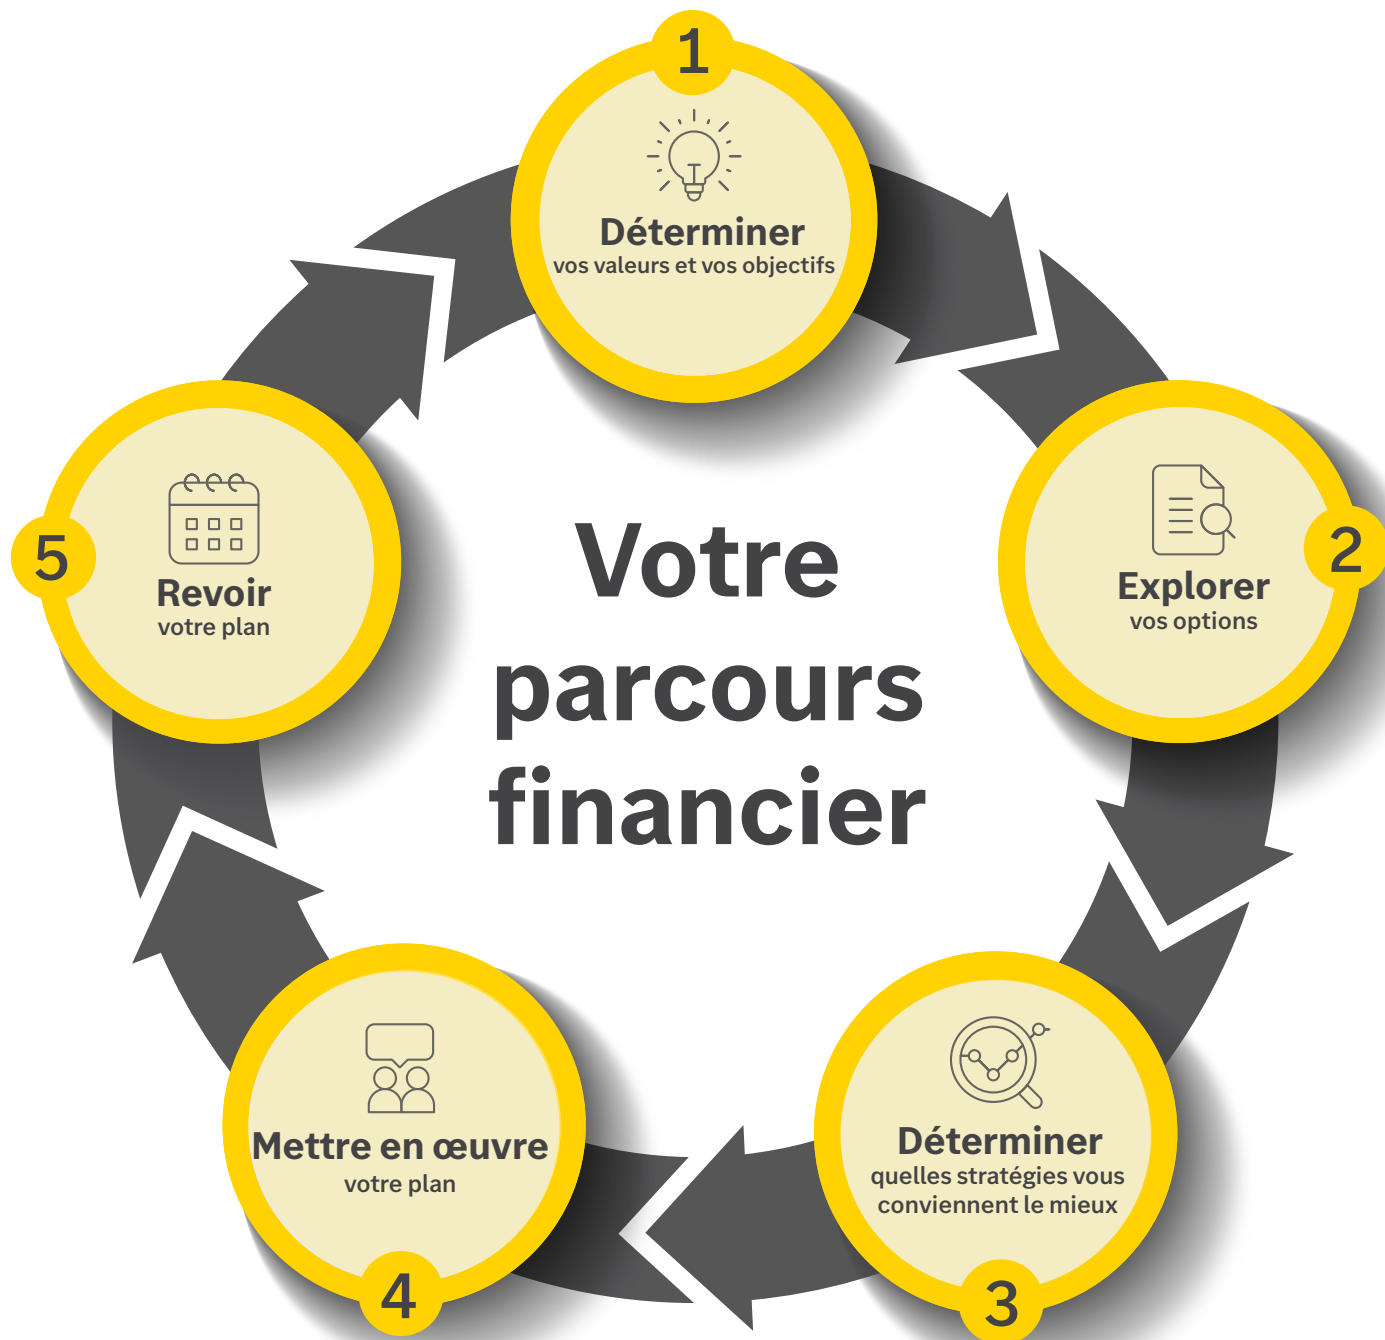 1
Déterminer
vos valeurs et vos objectifs
2
Explorer
vos options
3
Déterminer
quelles stratégies vous
conviennent le mieux
4
Mettre en œuvre
votre plan
5
Revoir
votre plan
Votre
parcours
financier